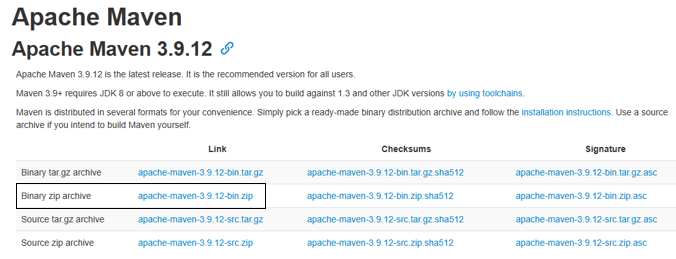 Apache Maven
Apache Maven 3.9.12
Apache Maven 3.9.12 is the latest release. It is the recommended version for all users.
Maven 3.9+ requires JDK 8 or above to execute. It still allows you to build against 1.3 and other JDK versions by using toolchains.
Maven is distributed in several formats for your convenience. Simply pick a ready-made binary distribution archive and follow the installation instructions. Use a source
archive if you intend to build Maven yourself.
Link Checksums Signature
Binary tar.gz archive apache-maven-3.9.12-bin.tar.gz apache-maven-3.9.12-bin.tar.gz.sha512 apache-maven-3.9.12-bin.tar.gz.asc
Binary zip archive apache-maven-3.9.12-bin.zip apache-maven-3.9.12-bin.zip.sha512 apache-maven-3.9.12-bin.zip.asc
Source tar.gz archive apache-maven-3.9.12-src.tar.gz apache-maven-3.9.12-src.tar.gz.sha512 apache-maven-3.9.12-src.tar.gz.asc
Source zip archive apache-maven-3.9.12-src.zip apache-maven-3.9.12-src.zip.sha512 apache-maven-3.9.12-src.zip.asc